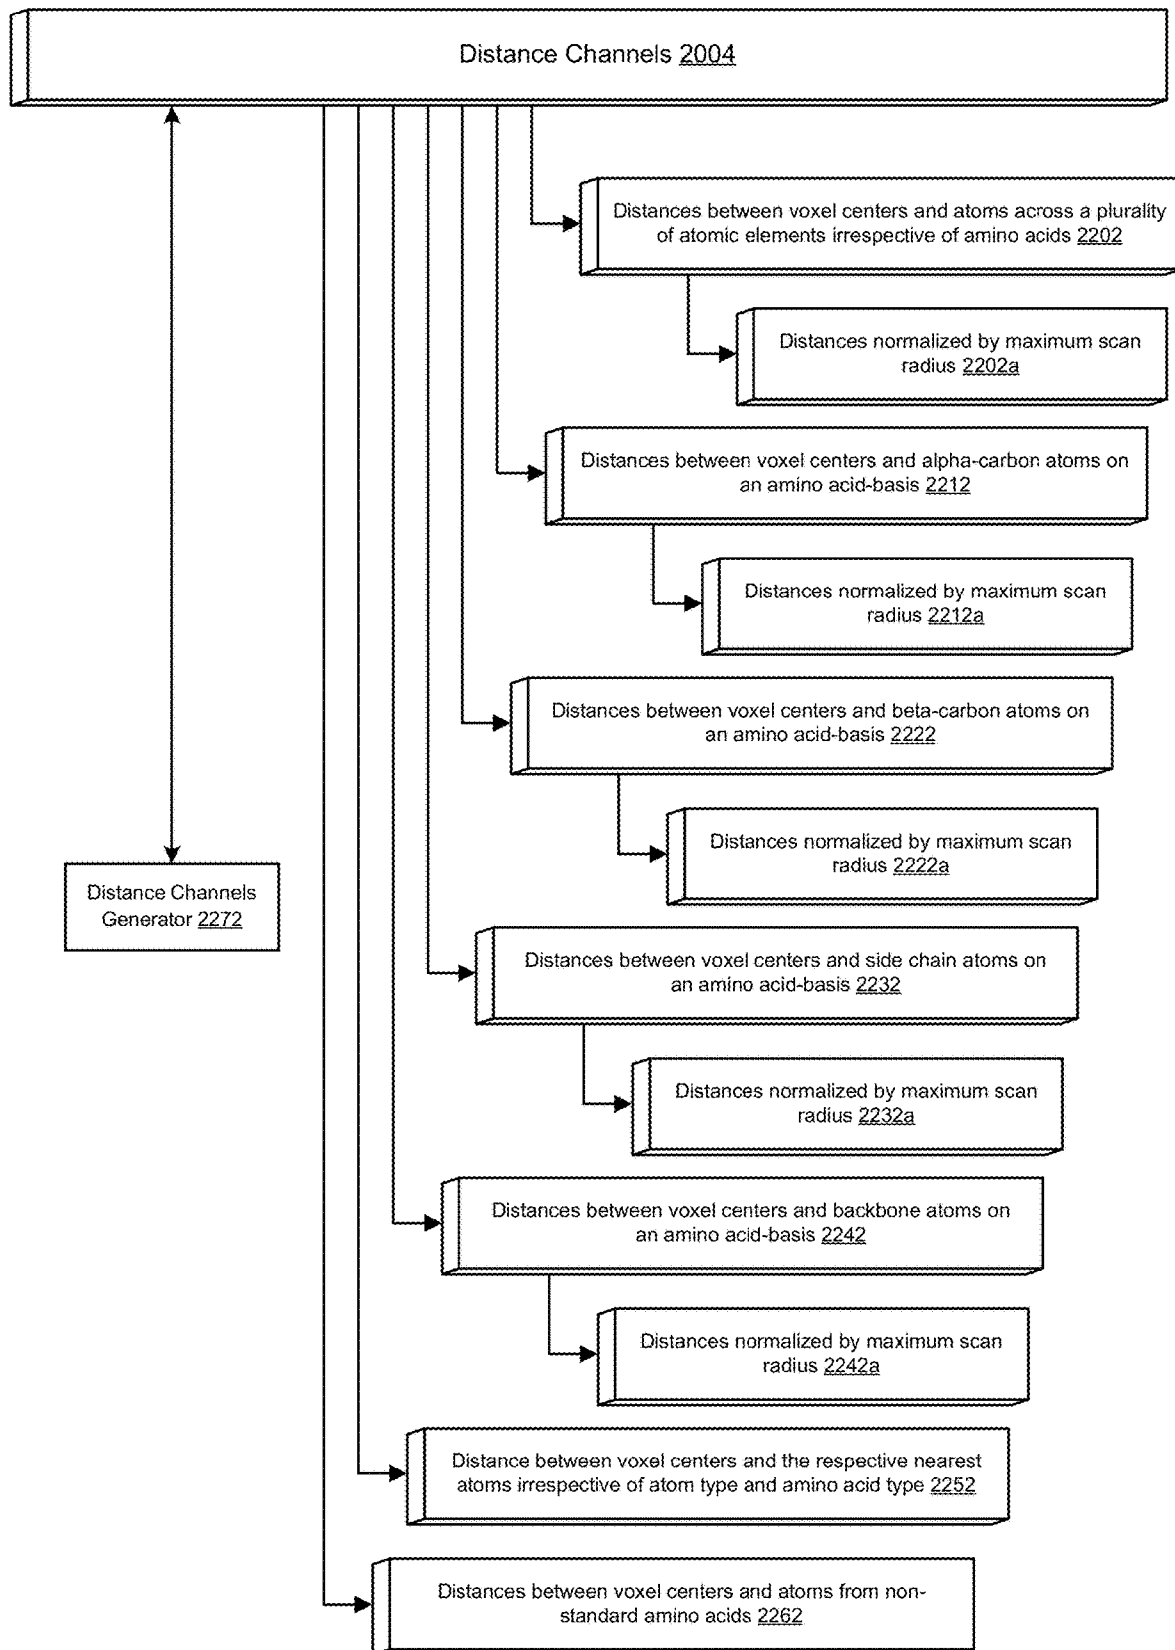 Distance Channels 2004
Distances between voxel centers and atoms across a plurality
of atomic elements irrespective of amino acids 2202
Distances normalized by maximum scan
radius 2202a
Distances between voxel centers and alpha-carbon atoms on
an amino acid-basis 2212
Distances normalized by maximum scan
radius 2212a
Distances between voxel centers and beta-carbon atoms on
an amino acid-basis 2222
Distances normalized by maximum scan
radius 2222a
Distance Channels
Generator 2272
Distances between voxel centers and side chain atoms on
an amino acid-basis 2232
Distances normalized by maximum scan
radius 2232a
Distances between voxel centers and backbone atoms on
an amino acid-basis 2242
Distances normalized by maximum scan
radius 2242a
Distance between voxel centers and the respective nearest
atoms irrespective of atom type and amino acid type 2252
Distances between voxel centers and atoms from non-
standard amino acids 2262